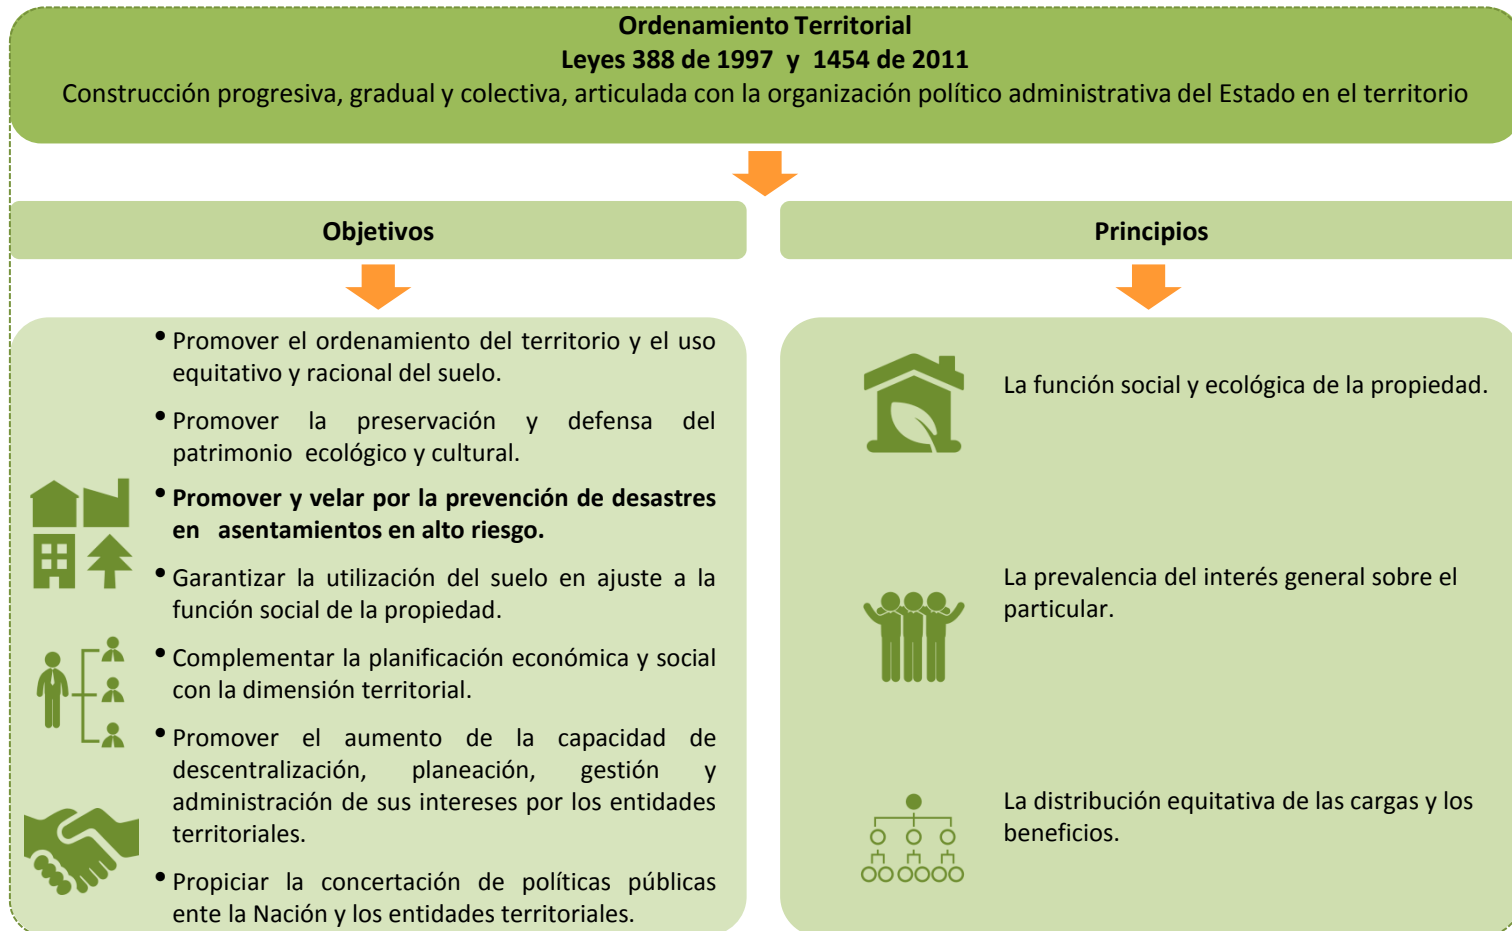 Ordenamiento Territorial
Leyes 388 de 1997 y 1454 de 2011
Construcción progresiva, gradual y colectiva, articulada con la organización político administrativa del Estado en el territorio
Objetivos
• Promover el ordenamiento del territorio y el uso
equitativo y racional del suelo.
• Promover la preservación y defensa del
patrimonio ecológico y cultural.
• Promover y velar por la prevención de desastres
en asentamientos en alto riesgo.
• Garantizar la utilización del suelo en ajuste a la
función social de la propiedad.
• Complementar la planificación económica y social
con la dimensión territorial.
• Promover el aumento de la capacidad de
descentralización, planeación, gestión y
administración de sus intereses por los entidades
territoriales.
• Propiciar la concertación de políticas públicas
ente la Nación y los entidades territoriales.
Principios
La función social y ecológica de la propiedad.
La prevalencia del interés general sobre el
particular.
La distribución equitativa de las cargas y los
beneficios.